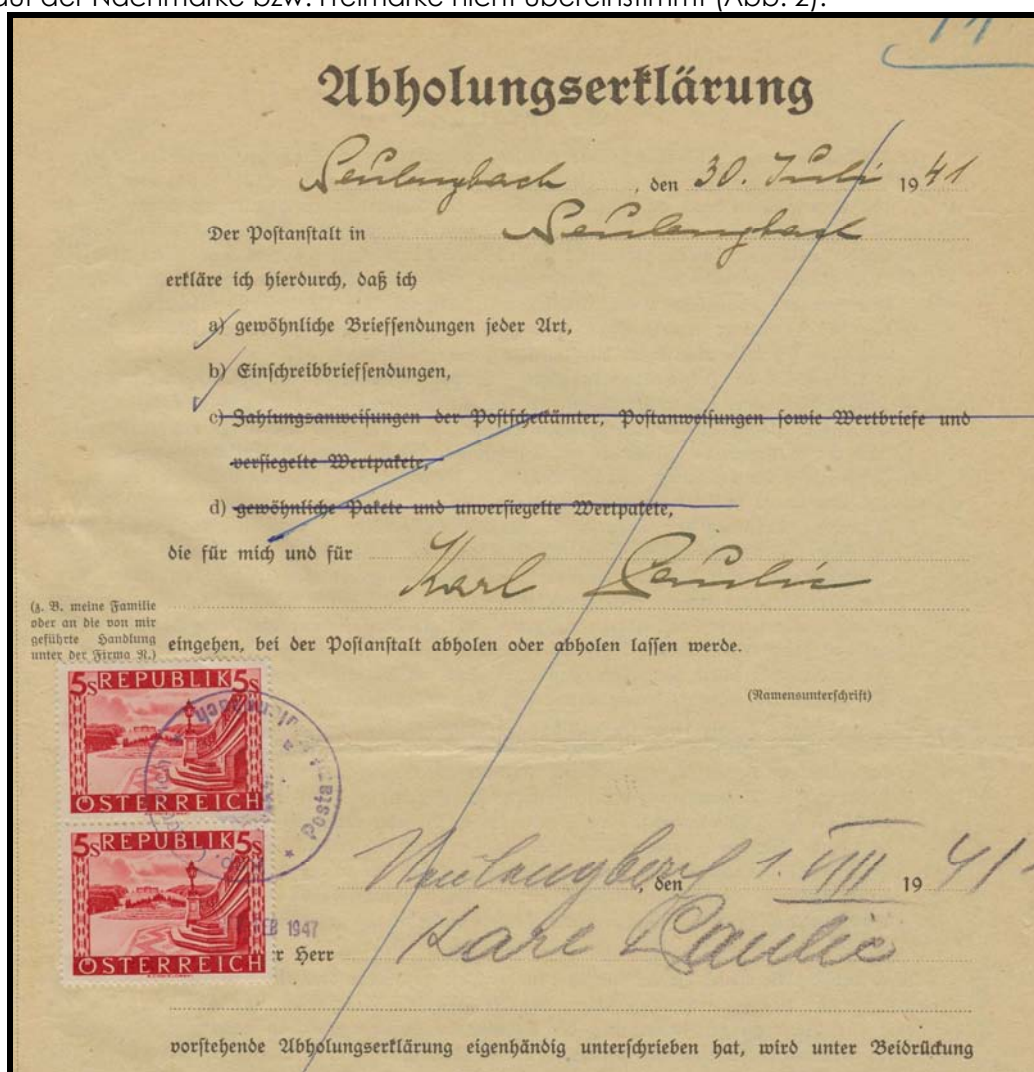 auf der Nachmarke bzw. Freimarke nicht übereinstimmt (Abb. 2):
14
Abholungserklärung
Neulengbach, den 30. Juli 1941
Der Postanstalt in Neulengbach
erkläre ich hierdurch, daß ich
a) gewöhnliche Briefsendungen jeder Art,
b) Einschreibbriefsendungen,
c) Zahlungsanweisungen der Postscheckämter, Postanweisungen sowie Wertbriefe und
versiegelte Wertpakete,
d) gewöhnliche Pakete und unversiegelte Wertpakete,
die für mich und für Karl Paulic
(z. B. meine Familie
oder an die von mir
geführte Handlung
unter der Firma N.)
eingehen, bei der Postanstalt abholen oder abholen lassen werde.
(Namensunterschrift)
5s REPUBLIK 5s
ÖSTERREICH
Posta
5s REPUBLIK 5s
ÖSTERREICH
FEB 1947
Neulengbach, den 1. VIII 1941
r Herr Karl Paulic
vorstehende Abholungserklärung eigenhändig unterschrieben hat, wird unter Beidrückung